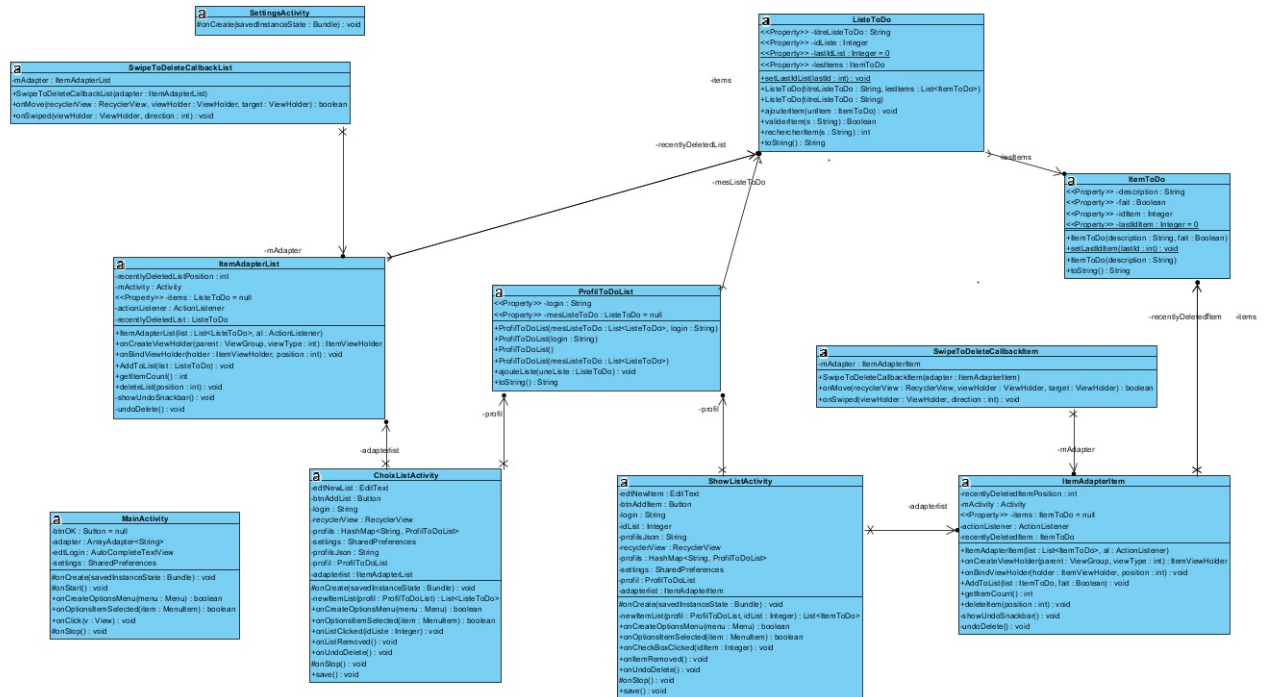 SettingsActivity
#onCreate(savedInstanceState : Bundle) : void
SwipeToDeleteCallbackList
-mAdapter : ItemAdapterList
+SwipeToDeleteCallbackList(adapter : ItemAdapterList)
+onMove(recyclerView : RecyclerView, viewHolder : ViewHolder, target : ViewHolder) : boolean
+onSwiped(viewHolder : ViewHolder, direction : int) : void
ListeToDo
<<Property>> -titreListeToDo : String
<<Property>> -idListe : Integer
<<Property>> -lastIdList : Integer = 0
<<Property>> -lesItems : ItemToDo
+setLastIdList(lastId : int) : void
+ListeToDo(titreListeToDo : String, lesItems : List<ItemToDo>)
+ListeToDo(titreListeToDo : String)
+ajouterItem(unItem : ItemToDo) : void
+validerItem(s : String) : Boolean
+rechercherItem(s : String) : int
+toString() : String
-items
-recentlyDeletedList
-mesListeToDo
-lesItems
ItemToDo
<<Property>> -description : String
<<Property>> -fait : Boolean
<<Property>> -idItem : Integer
<<Property>> -lastIdItem : Integer = 0
+ItemToDo(description : String, fait : Boolean)
+setLastIdItem(lastId : int) : void
+ItemToDo(description : String)
+toString() : String
-mAdapter
ItemAdapterList
-recentlyDeletedListPosition : int
-mActivity : Activity
<<Property>> -items : ListeToDo = null
-actionListener : ActionListener
-recentlyDeletedList : ListeToDo
+ItemAdapterList(list : List<ListeToDo>, al : ActionListener)
+onCreateViewHolder(parent : ViewGroup, viewType : int) : ItemViewHolder
+onBindViewHolder(holder : ItemViewHolder, position : int) : void
+AddToList(list : ListeToDo) : void
+getItemCount() : int
+deleteList(position : int) : void
-showUndoSnackbar() : void
-undoDelete() : void
ProfilToDoList
<<Property>> -login : String
<<Property>> -mesListeToDo : ListeToDo = null
+ProfilToDoList(mesListeToDo : List<ListeToDo>, login : String)
+ProfilToDoList(login : String)
+ProfilToDoList()
+ProfilToDoList(mesListeToDo : List<ListeToDo>)
+ajouteListe(uneListe : ListeToDo) : void
+toString() : String
-recentlyDeletedItem
-items
SwipeToDeleteCallbackItem
-mAdapter : ItemAdapterItem
+SwipeToDeleteCallbackItem(adapter : ItemAdapterItem)
+onMove(recyclerView : RecyclerView, viewHolder : ViewHolder, target : ViewHolder) : boolean
+onSwiped(viewHolder : ViewHolder, direction : int) : void
-profil
-profil
-adapterlist
-mAdapter
ChoixListActivity
-edtNewList : EditText
-btnAddList : Button
-login : String
-recyclerView : RecyclerView
-profils : HashMap<String, ProfilToDoList>
-settings : SharedPreferences
-profilsJson : String
-profil : ProfilToDoList
-adapterlist : ItemAdapterList
#onCreate(savedInstanceState : Bundle) : void
-newItemList(profil : ProfilToDoList) : List<ListeToDo>
+onCreateOptionsMenu(menu : Menu) : boolean
+onOptionsItemSelected(item : MenuItem) : boolean
+onListClicked(idListe : Integer) : void
+onListRemoved() : void
+onUndoDelete() : void
#onStop() : void
+save() : void
ShowListActivity
-edtNewItem : EditText
-btnAddItem : Button
-login : String
-idList : Integer
-profilsJson : String
-recyclerView : RecyclerView
-profils : HashMap<String, ProfilToDoList>
-settings : SharedPreferences
-profil : ProfilToDoList
-adapterlist : ItemAdapterItem
#onCreate(savedInstanceState : Bundle) : void
-newItemList(profil : ProfilToDoList, idList : Integer) : List<ItemToDo>
+onCreateOptionsMenu(menu : Menu) : boolean
+onOptionsItemSelected(item : MenuItem) : boolean
+onCheckBoxClicked(idItem : Integer) : void
+onItemRemoved() : void
+onUndoDelete() : void
#onStop() : void
+save() : void
-adapterlist
ItemAdapterItem
-recentlyDeletedItemPosition : int
-mActivity : Activity
<<Property>> -items : ItemToDo = null
-actionListener : ActionListener
-recentlyDeletedItem : ItemToDo
+ItemAdapterItem(list : List<ItemToDo>, al : ActionListener)
+onCreateViewHolder(parent : ViewGroup, viewType : int) : ItemViewHolder
+onBindViewHolder(holder : ItemViewHolder, position : int) : void
+AddToList(list : ItemToDo, fait : Boolean) : void
+getItemCount() : int
+deleteItem(position : int) : void
-showUndoSnackbar() : void
-undoDelete() : void
MainActivity
-btnOK : Button = null
-adapter : ArrayAdapter<String>
-edtLogin : AutoCompleteTextView
-settings : SharedPreferences
#onCreate(savedInstanceState : Bundle) : void
#onStart() : void
+onCreateOptionsMenu(menu : Menu) : boolean
+onOptionsItemSelected(item : MenuItem) : boolean
+onClick(v : View) : void
#onStop() : void